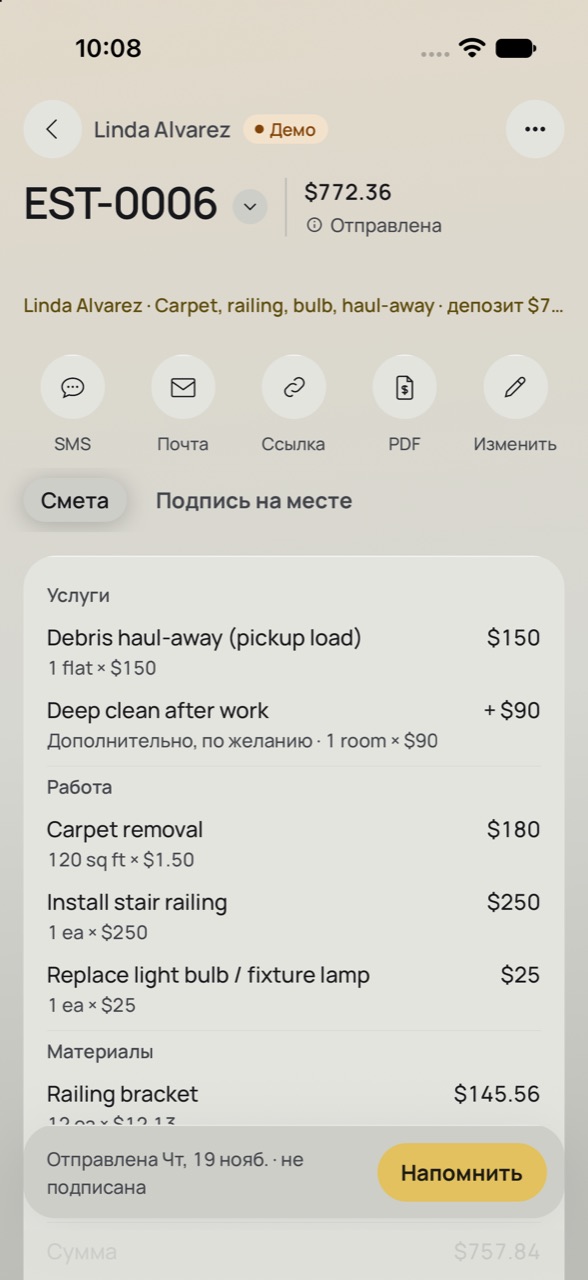 10:08
Linda Alvarez
Демо
EST-0006
$772.36
Отправлена
Linda Alvarez · Carpet, railing, bulb, haul-away · депозит $7…
SMS
Почта
Ссылка
PDF
Изменить
Смета
Подпись на месте
Услуги
Debris haul-away (pickup load) $150
1 flat × $150
Deep clean after work + $90
Дополнительно, по желанию · 1 room × $90
Работа
Carpet removal $180
120 sq ft × $1.50
Install stair railing $250
1 ea × $250
Replace light bulb / fixture lamp $25
1 ea × $25
Материалы
Railing bracket $145.56
12 ea × $12.13
Отправлена Чт, 19 нояб. · не
подписана
Напомнить
Сумма $757.84